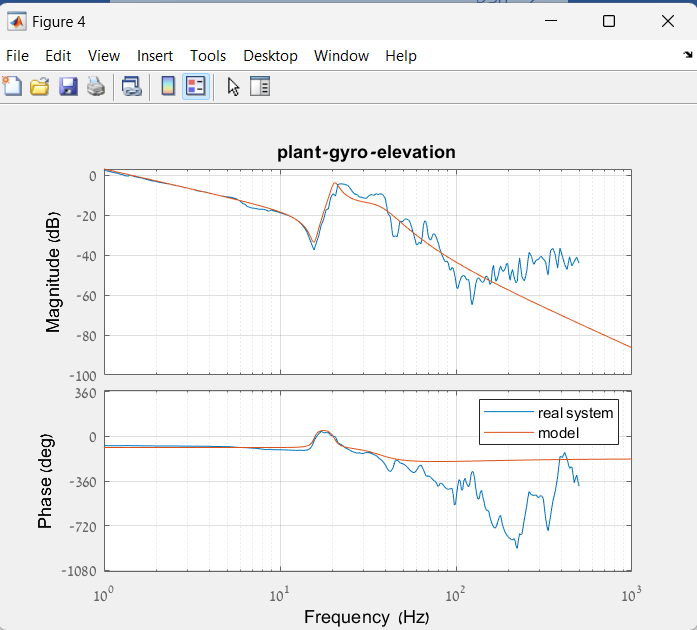 Figure 4
File Edit View Insert Tools Desktop Window Help
plant-gyro-elevation
Magnitude (dB)
0
-20
-40
-60
-80
-100
Phase (deg)
360
0
-360
-720
-1080
real system
model
10^0 10^1 10^2 10^3
Frequency (Hz)